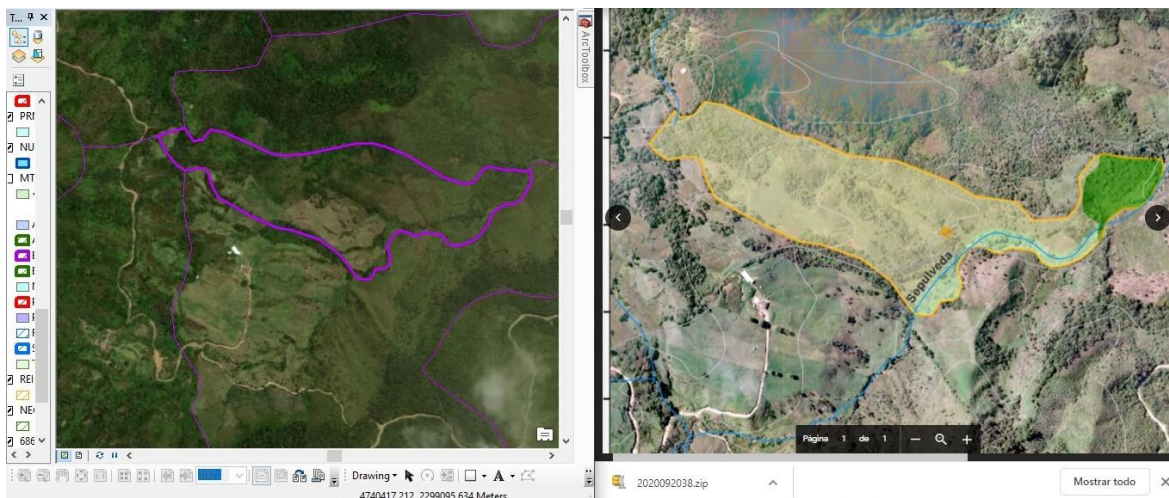 T...
ArcToolbox
PRI
NU
MT
REI
NE
686
Drawing
4740417,212 2299095,634 Meters
Sepulveda
Página 1 de 1
2020092038.zip
Mostrar todo